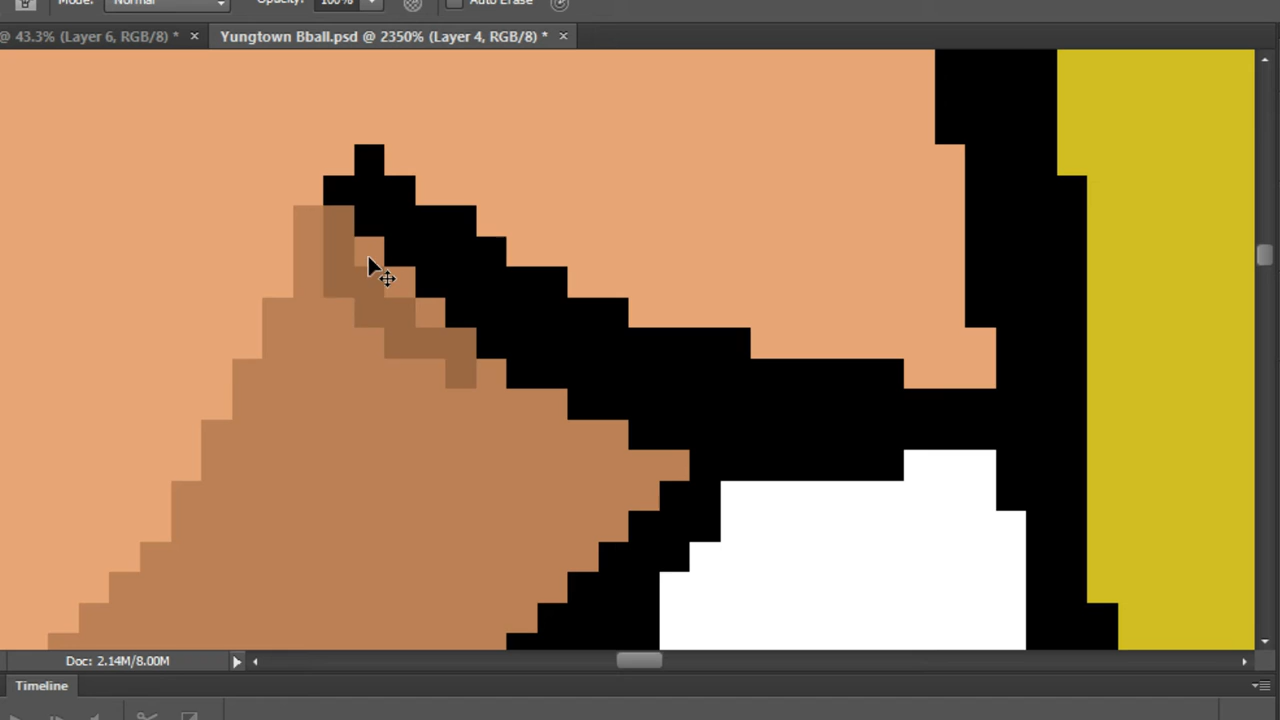 Mode: Normal Opacity: 100% Auto Erase
@ 43.3% (Layer 6, RGB/8) * Yungtown Bball.psd @ 2350% (Layer 4, RGB/8) *
Doc: 2.14M/8.00M
Timeline